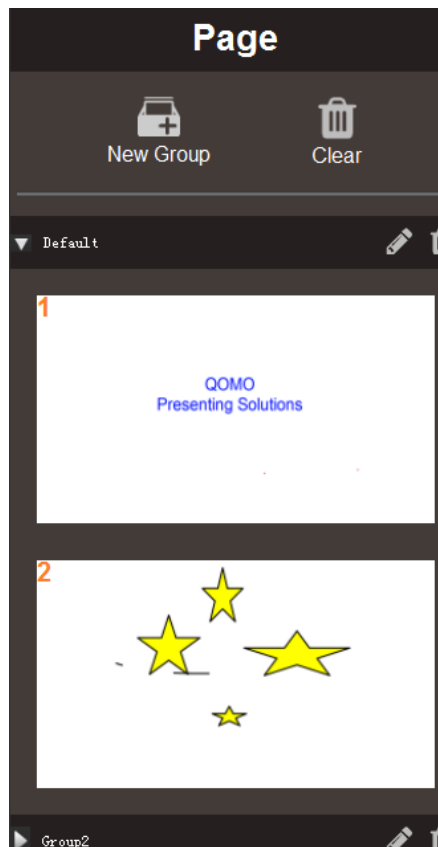 Page
New Group
Clear
Default
1
QOMO
Presenting Solutions
2
Group2